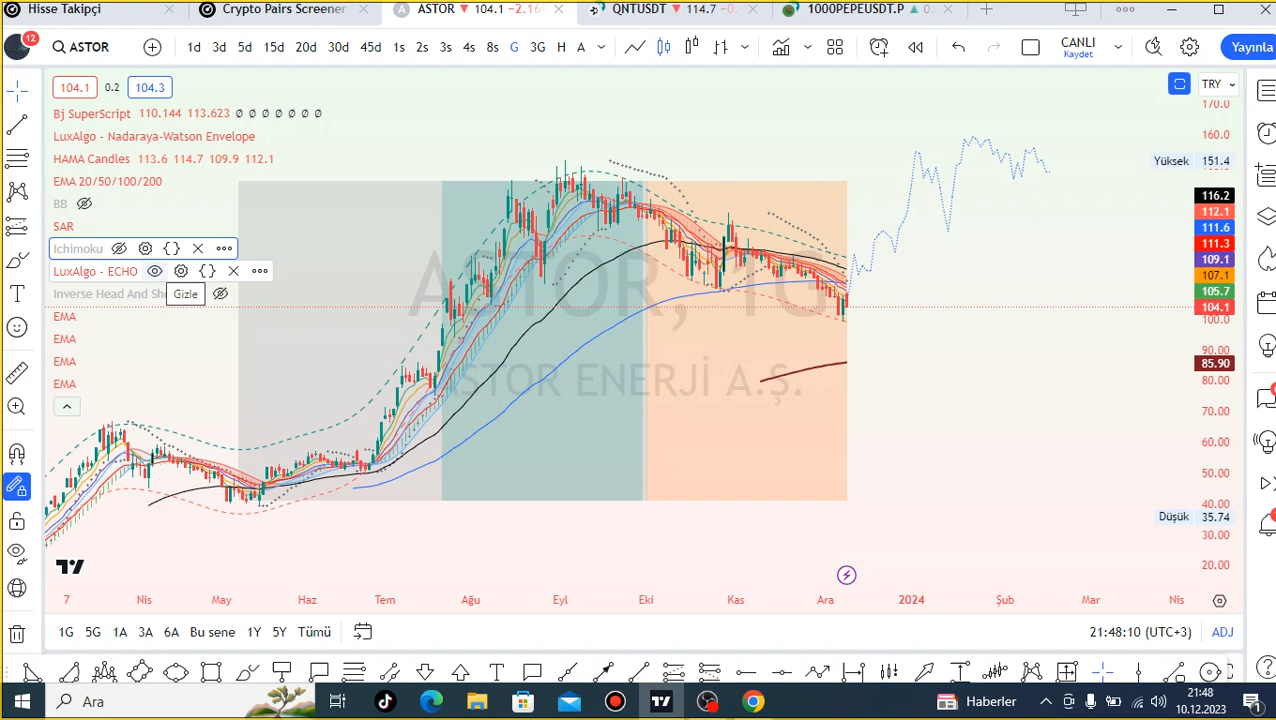 Hisse Takipçi
Crypto Pairs Screener
A ASTOR 104.1 −2.16
QNTUSDT 114.7 −0.
1000PEPEUSDT.P 0.
12
ASTOR
1d 3d 5d 15d 20d 30d 45d 1s 2s 3s 4s 8s G 3G H A
CANLI
Kaydet
Yayınla
104.1 0.2 104.3
TRY
Bj SuperScript 110.144 113.623 Ø Ø Ø Ø Ø Ø Ø
LuxAlgo - Nadaraya-Watson Envelope
HAMA Candles 113.6 114.7 109.9 112.1
EMA 20/50/100/200
BB
SAR
Ichimoku
LuxAlgo - ECHO
Gizle
Inverse Head And Sh
EMA
EMA
EMA
EMA
ASTOR, 1G
ASTOR ENERJİ A.Ş.
170.0
160.0
Yüksek 151.4
116.2
112.1
111.6
111.3
109.1
107.1
105.7
104.1
100.0
90.00
85.90
80.00
70.00
60.00
50.00
40.00
Düşük 35.74
30.00
20.00
7 Nis May Haz Tem Ağu Eyl Eki Kas Ara 2024 Şub Mar Nis
1G 5G 1A 3A 6A Bu sene 1Y 5Y Tümü
21:48:10 (UTC+3) ADJ
Ara
Haberler
21:48
10.12.2023
1